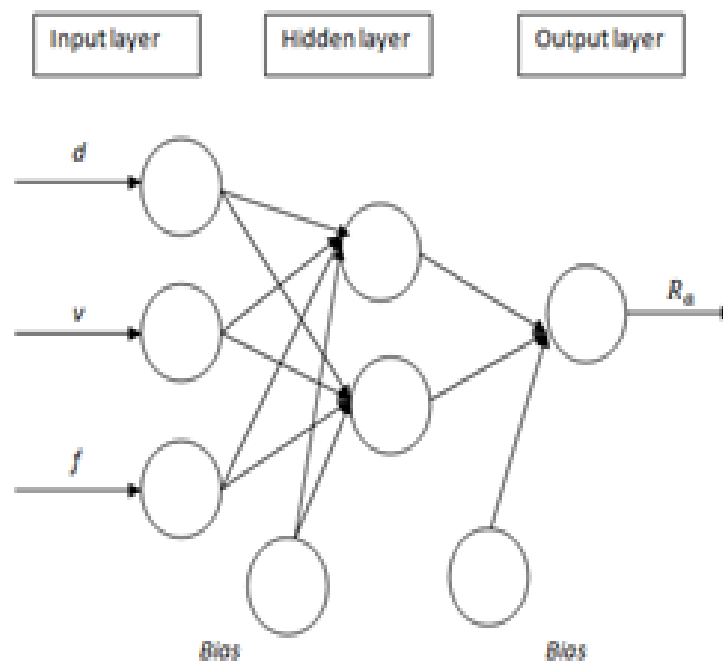 Input layer
Hidden layer
Output layer
d
v
f
Ra
Bias
Bias